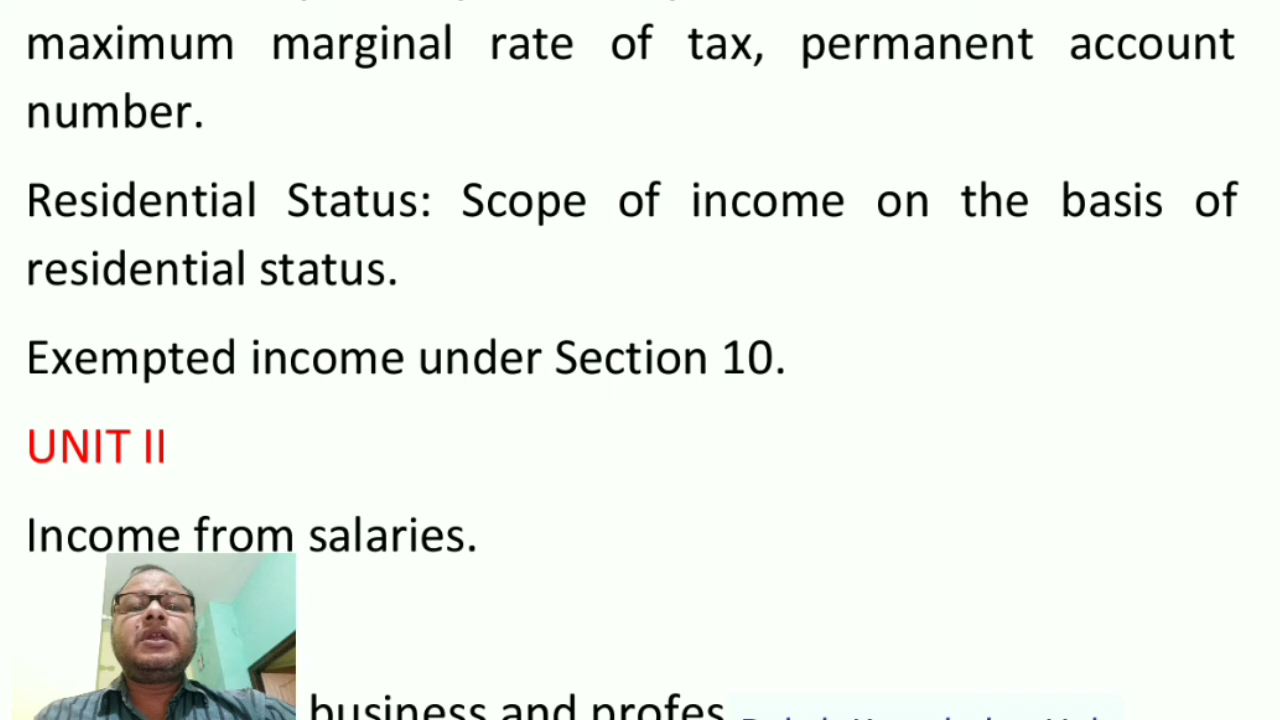 maximum marginal rate of tax, permanent account
number.
Residential Status: Scope of income on the basis of
residential status.
Exempted income under Section 10.
UNIT II
Income from salaries.
business and profes